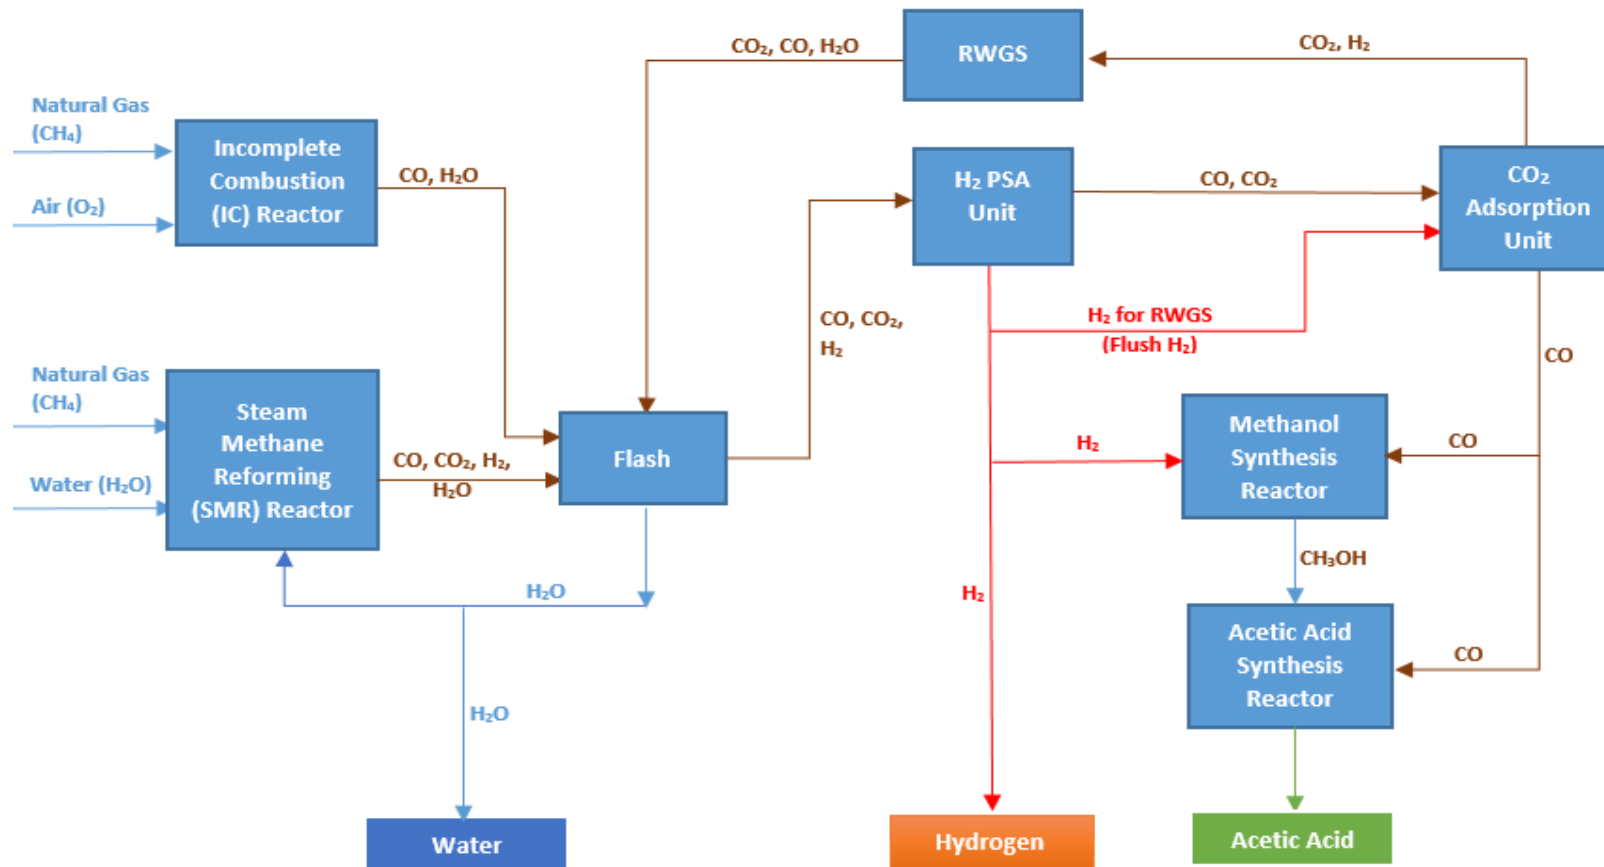 CO₂, CO, H₂O
RWGS
CO₂, H₂
Natural Gas
(CH₄)
Air (O₂)
Incomplete
Combustion
(IC) Reactor
CO, H₂O
H₂ PSA
Unit
CO, CO₂
CO₂
Adsorption
Unit
CO, CO₂,
H₂
H₂ for RWGS
(Flush H₂)
CO
Natural Gas
(CH₄)
Water (H₂O)
Steam
Methane
Reforming
(SMR) Reactor
CO, CO₂, H₂,
H₂O
Flash
H₂
Methanol
Synthesis
Reactor
CO
CH₃OH
H₂O
H₂
Acetic Acid
Synthesis
Reactor
CO
H₂O
Water
Hydrogen
Acetic Acid